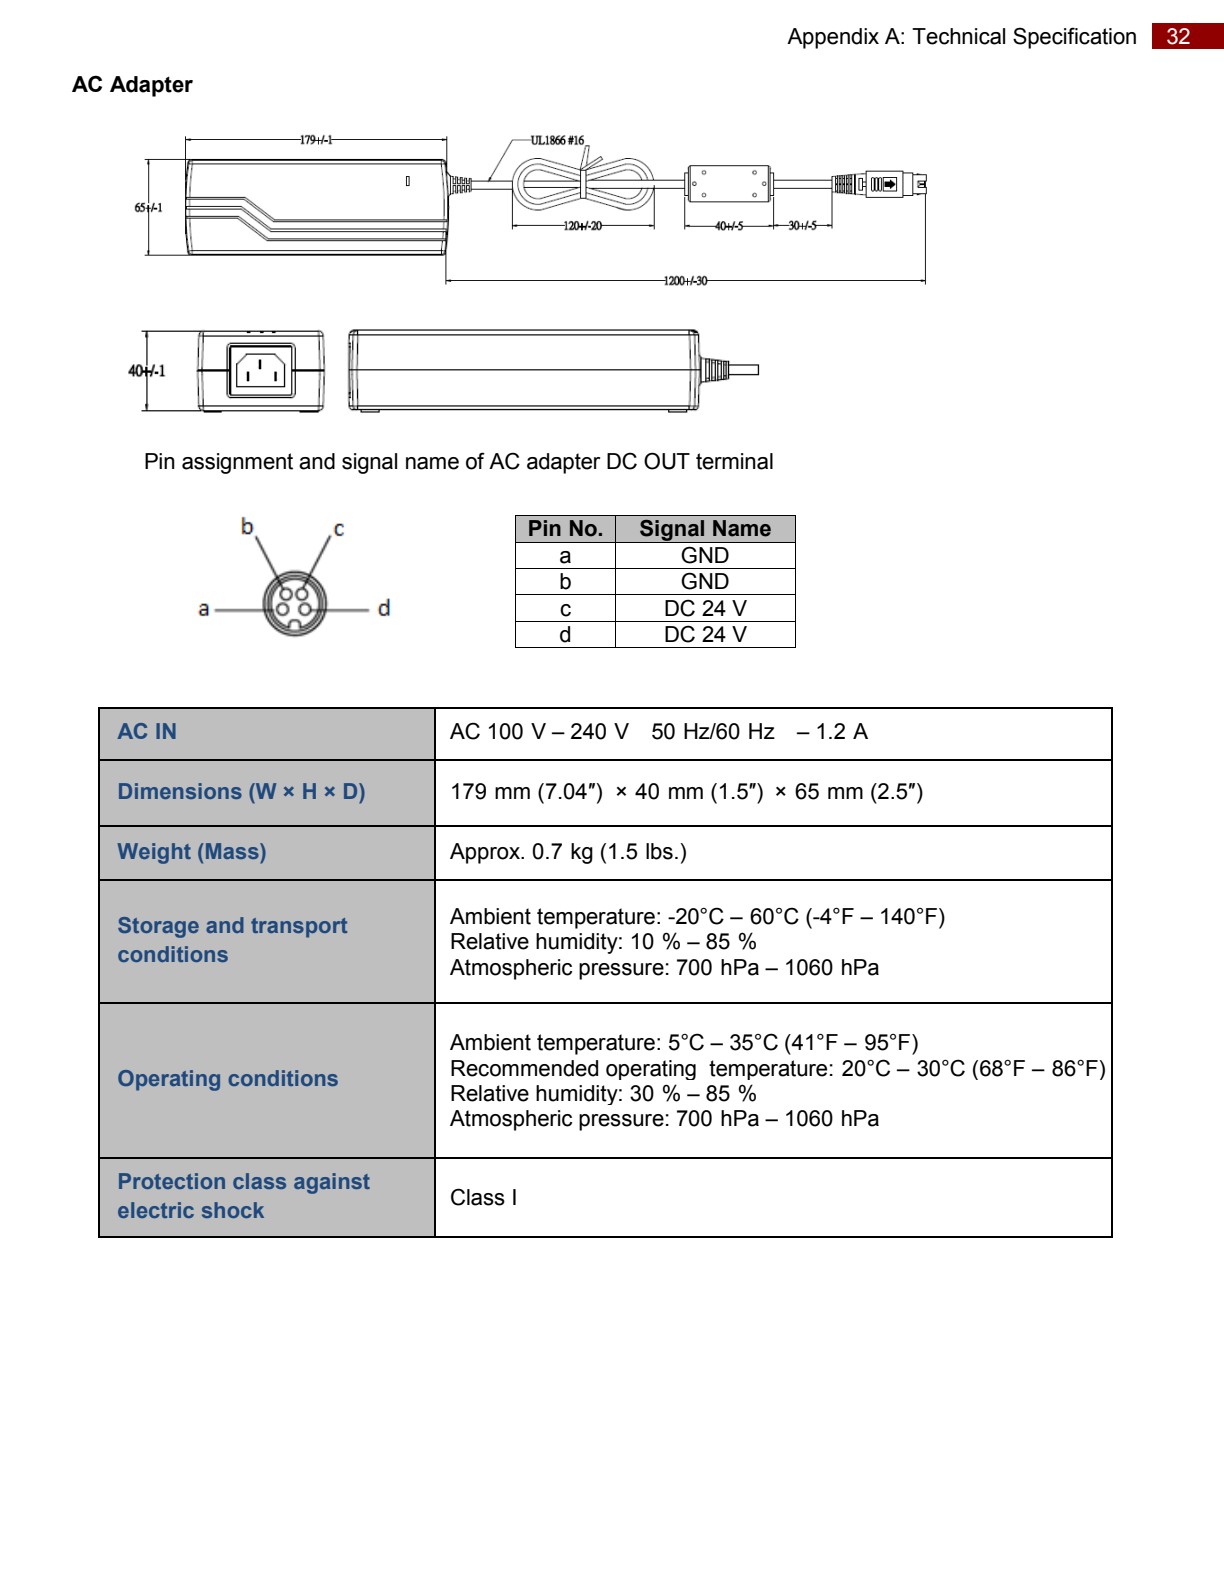 Appendix A: Technical Specification 32
AC Adapter
179+/-1
UL1866 #16
65+/-1
120+/-20
40+/-5
30+/-5
1200+/-30
40+/-1
Pin assignment and signal name of AC adapter DC OUT terminal
b c
a d
Pin No. Signal Name
a GND
b GND
c DC 24 V
d DC 24 V
AC IN AC 100 V – 240 V 50 Hz/60 Hz – 1.2 A
Dimensions (W × H × D) 179 mm (7.04″) × 40 mm (1.5″) × 65 mm (2.5″)
Weight (Mass) Approx. 0.7 kg (1.5 lbs.)
Storage and transport
conditions
Ambient temperature: -20°C – 60°C (-4°F – 140°F)
Relative humidity: 10 % – 85 %
Atmospheric pressure: 700 hPa – 1060 hPa
Operating conditions
Ambient temperature: 5°C – 35°C (41°F – 95°F)
Recommended operating temperature: 20°C – 30°C (68°F – 86°F)
Relative humidity: 30 % – 85 %
Atmospheric pressure: 700 hPa – 1060 hPa
Protection class against
electric shock
Class I